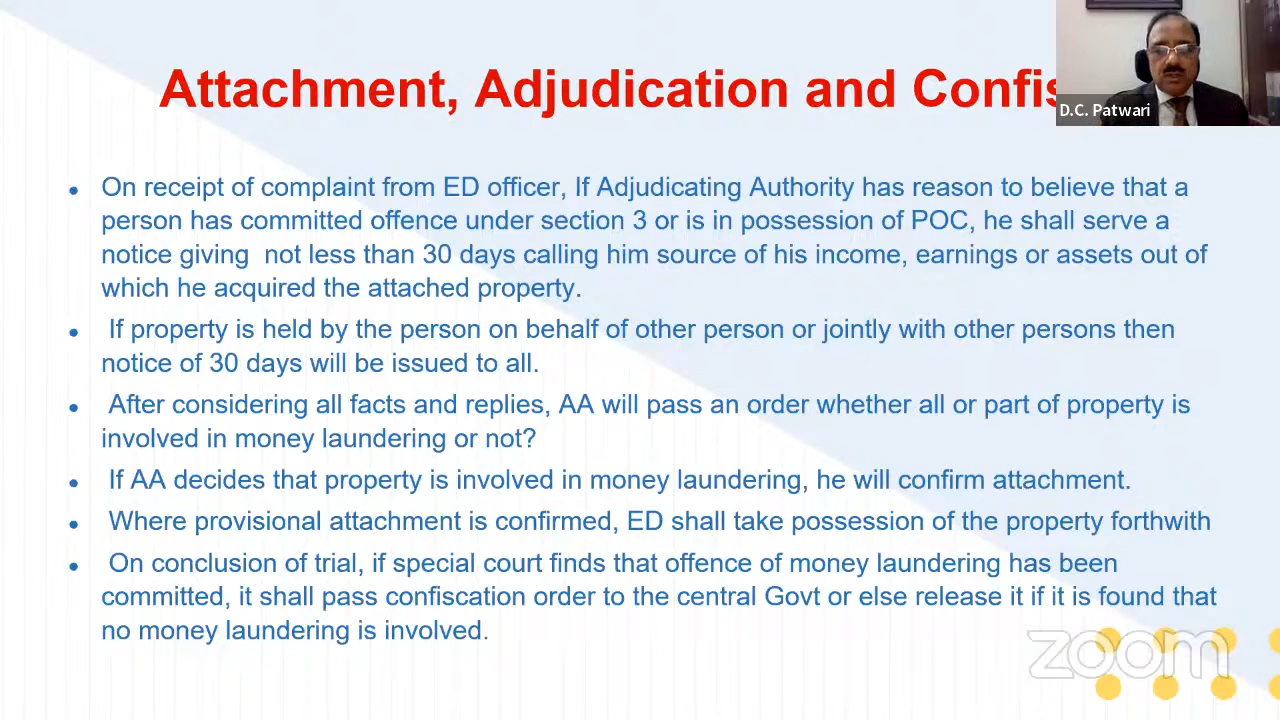 Attachment, Adjudication and Confis
D.C. Patwari
• On receipt of complaint from ED officer, If Adjudicating Authority has reason to believe that a
person has committed offence under section 3 or is in possession of POC, he shall serve a
notice giving  not less than 30 days calling him source of his income, earnings or assets out of
which he acquired the attached property.
• If property is held by the person on behalf of other person or jointly with other persons then
notice of 30 days will be issued to all.
• After considering all facts and replies, AA will pass an order whether all or part of property is
involved in money laundering or not?
• If AA decides that property is involved in money laundering, he will confirm attachment.
• Where provisional attachment is confirmed, ED shall take possession of the property forthwith
• On conclusion of trial, if special court finds that offence of money laundering has been
committed, it shall pass confiscation order to the central Govt or else release it if it is found that
no money laundering is involved.
zoom